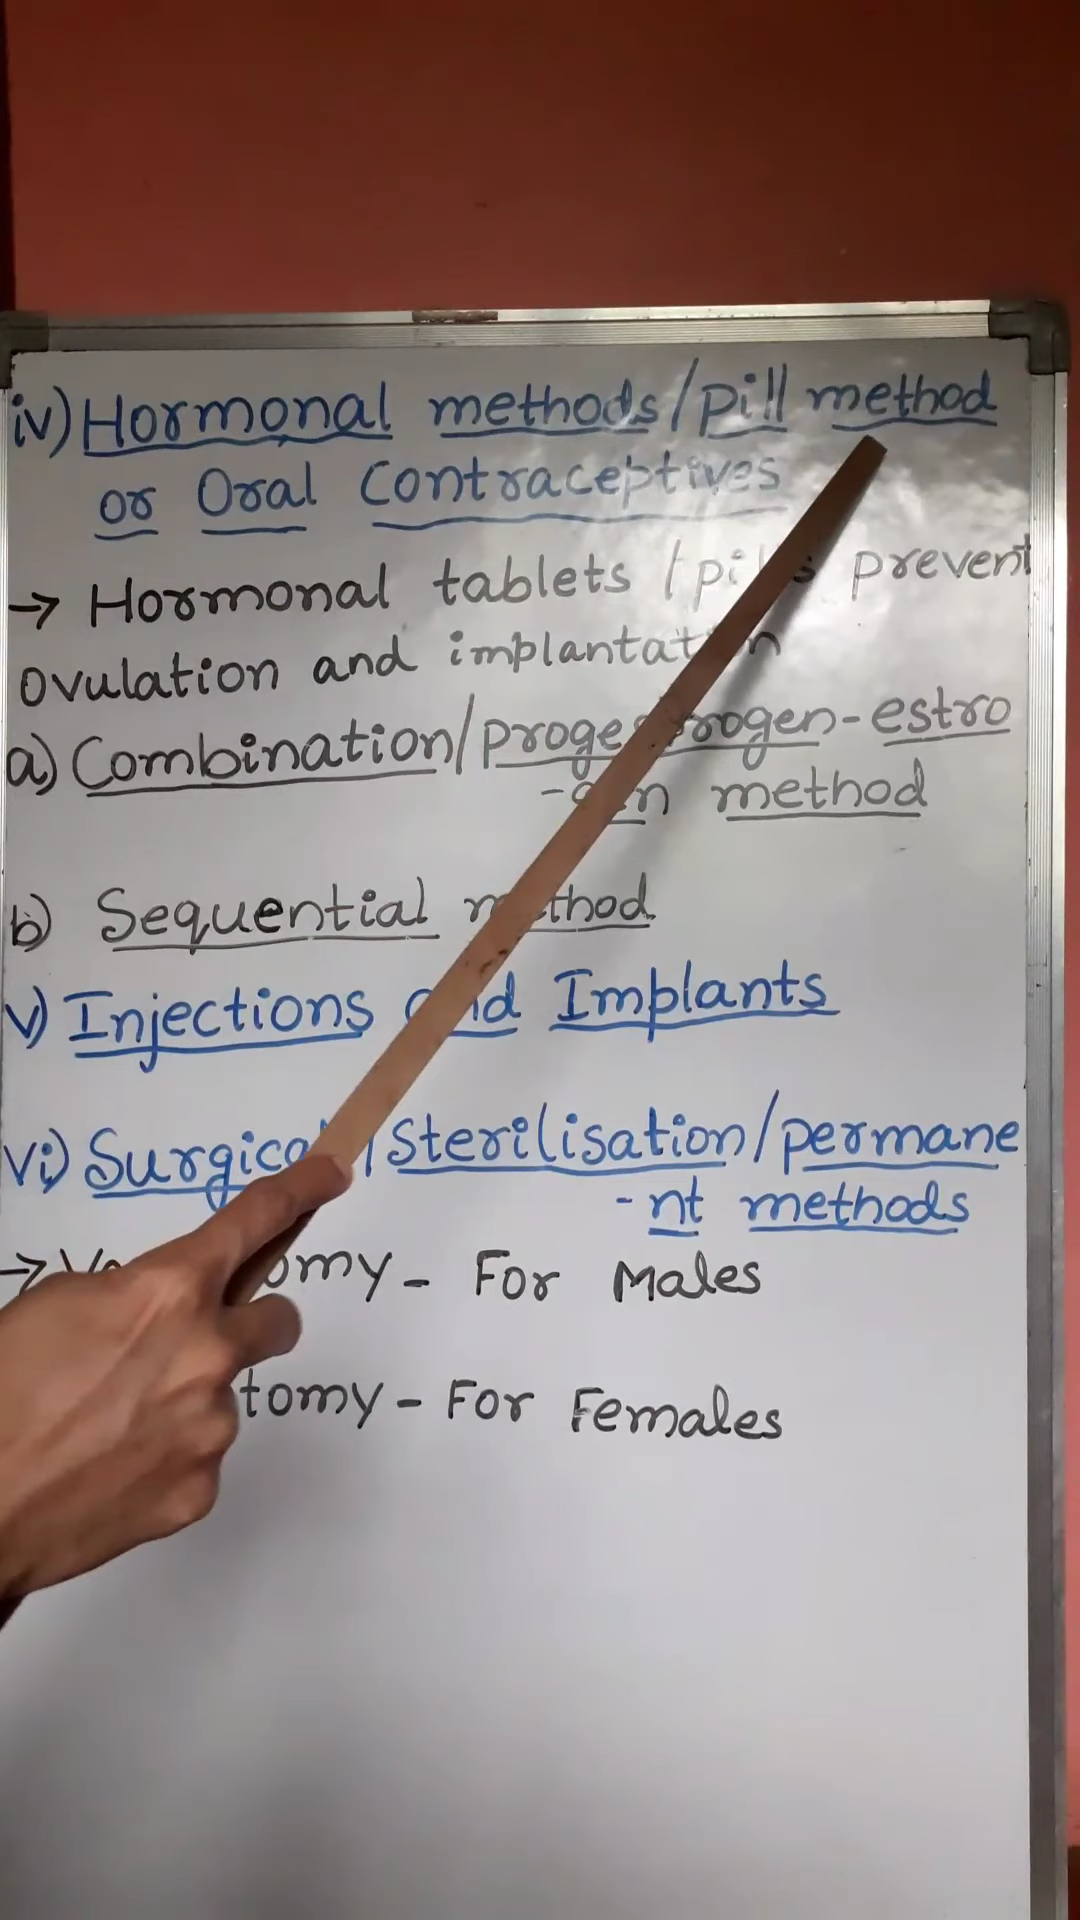 iv) Hormonal methods/pill method
or Oral Contraceptives
→ Hormonal tablets / prevent
ovulation and
a) Combination/ -estro
method
b) Sequential
v) Injections Implants
vi) /Sterilisation/permane
-nt methods
→ - For Males
- For Females